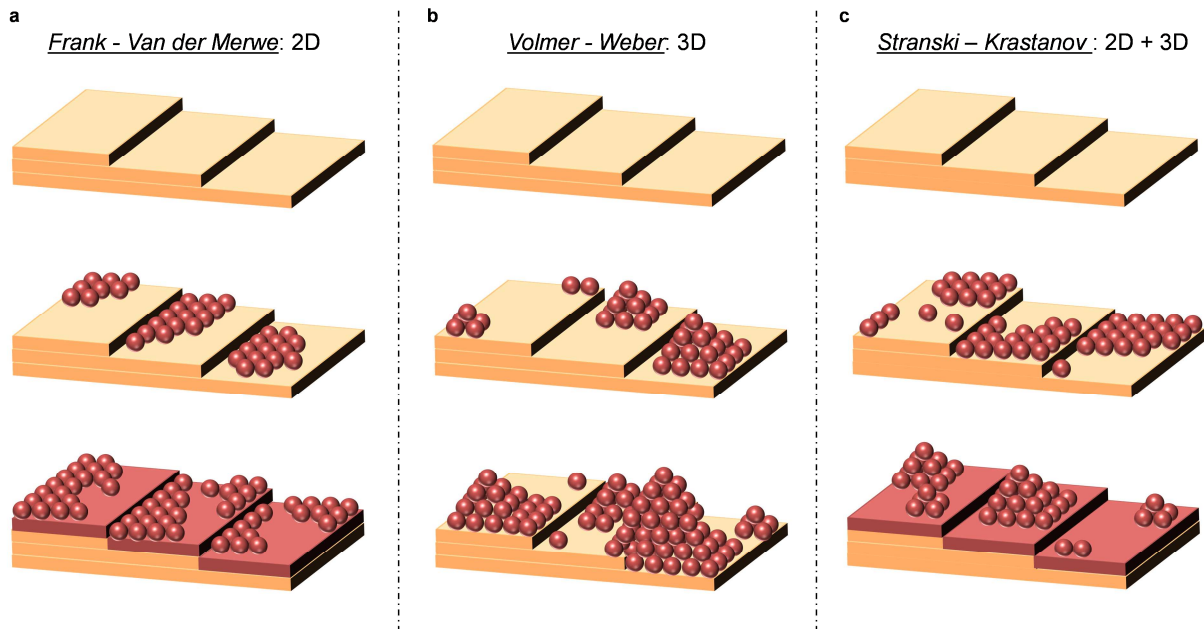 a
Frank - Van der Merwe: 2D
b
Volmer - Weber: 3D
c
Stranski – Krastanov : 2D + 3D